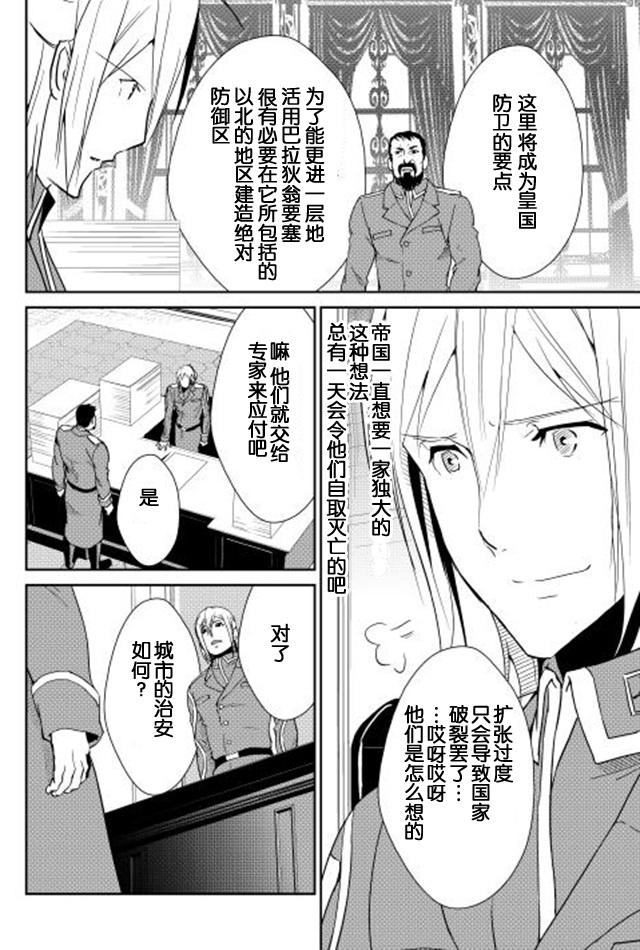 这里将成为皇国
防卫的要点
为了能更进一层地
活用巴拉狄翁要塞
很有必要在它所包括的
以北的地区建造绝对
防御区
帝国一直想要一家独大的
这种想法
总有一天会令他们自取灭亡的吧
扩张过度
只会导致国家
破裂罢了…
…哎呀哎呀
他们是怎么想的
嘛 他们就交给
专家来应付吧
是
对了
城市的治安
如何？